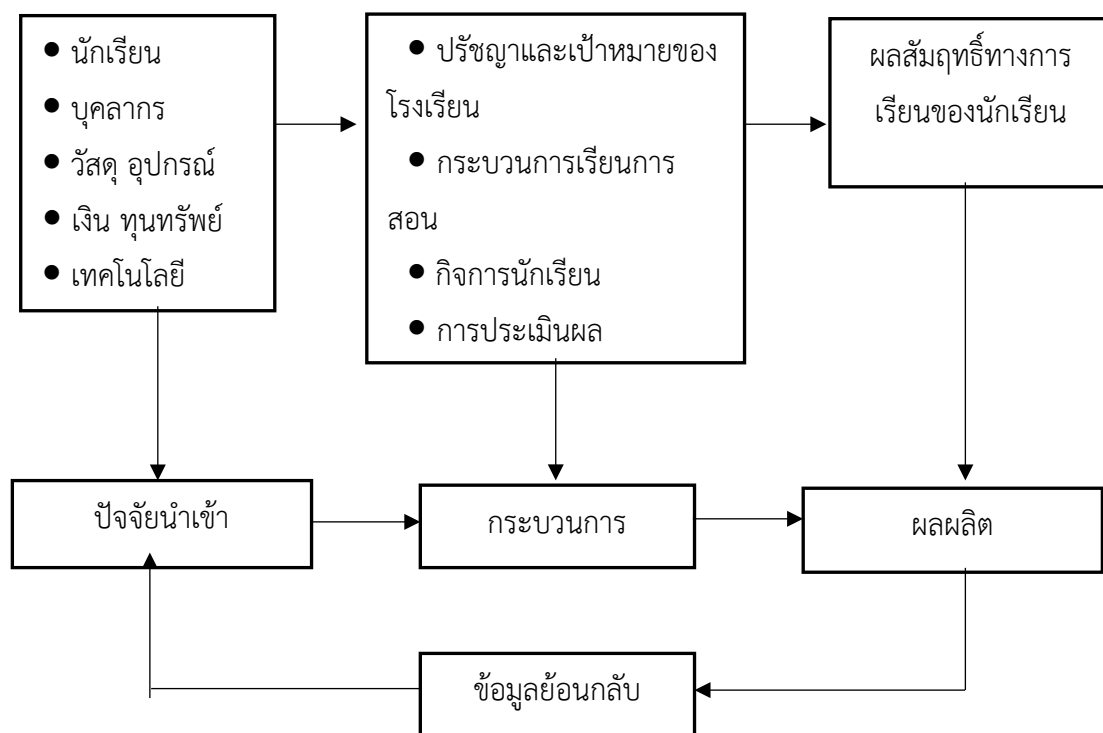 ● นักเรียน
● บุคลากร
● วัสดุ อุปกรณ์
● เงิน ทุนทรัพย์
● เทคโนโลยี
● ปรัชญาและเป้าหมายของ
โรงเรียน
● กระบวนการเรียนการ
สอน
● กิจการนักเรียน
● การประเมินผล
ผลสัมฤทธิ์ทางการ
เรียนของนักเรียน
ปัจจัยนำเข้า
กระบวนการ
ผลผลิต
ข้อมูลย้อนกลับ